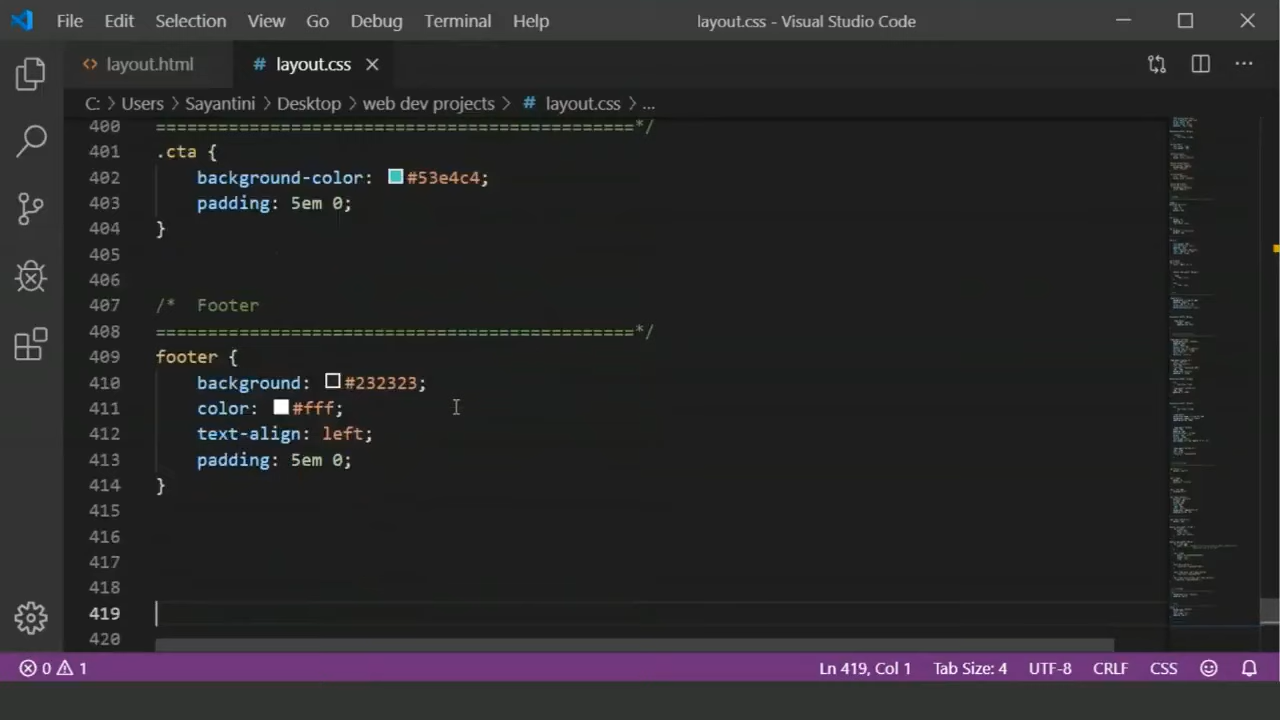 File Edit Selection View Go Debug Terminal Help layout.css - Visual Studio Code
layout.html # layout.css
C: > Users > Sayantini > Desktop > web dev projects > # layout.css > ...
400 ==============================================*/
401 .cta {
402 background-color: #53e4c4;
403 padding: 5em 0;
404 }
405
406
407 /* Footer
408 ==============================================*/
409 footer {
410 background: #232323;
411 color: #fff;
412 text-align: left;
413 padding: 5em 0;
414 }
415
416
417
418
419
420
0 1 Ln 419, Col 1 Tab Size: 4 UTF-8 CRLF CSS